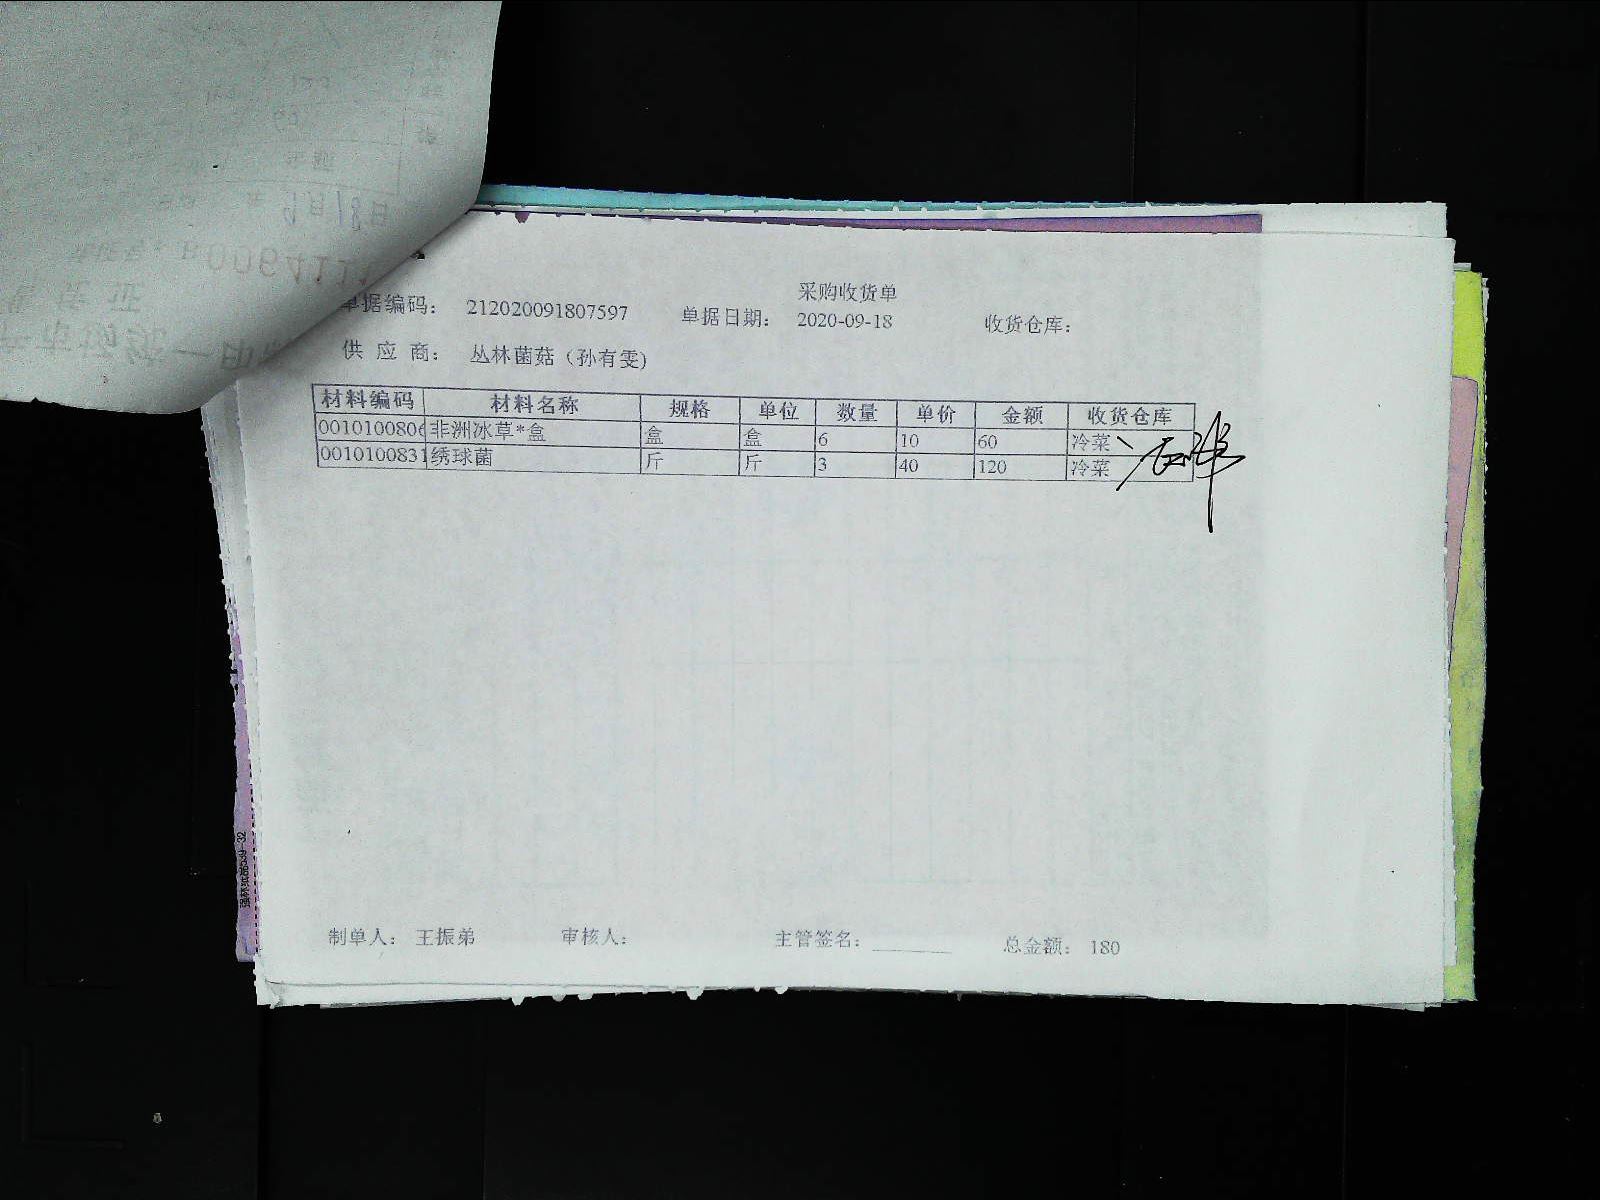 采购收货单
单据编码： 212020091807597 单据日期： 2020-09-18 收货仓库：
供 应 商： 丛林菌菇（孙有雯）
材料编码 材料名称 规格 单位 数量 单价 金额 收货仓库
0010100806 非洲冰草*盒 盒 盒 6 10 60 冷菜
0010100831 绣球菌 斤 斤 3 40 120 冷菜
制单人： 王振弟 审核人： 主管签名： 总金额： 180